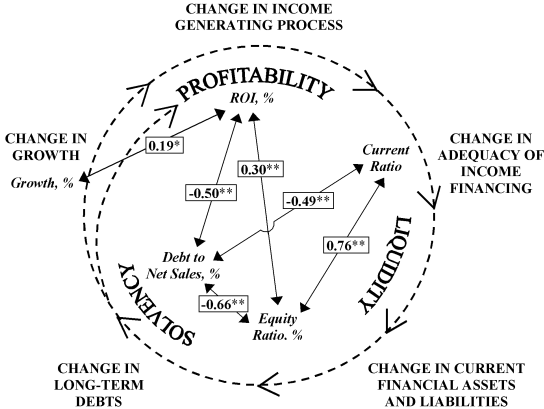 CHANGE IN INCOME
GENERATING PROCESS
PROFITABILITY
ROI, %
CHANGE IN
GROWTH
Growth, %
0.19*
Current
Ratio
CHANGE IN
ADEQUACY OF
INCOME
FINANCING
0.30**
-0.50**
-0.49**
0.76**
LIQUIDITY
Debt to
Net Sales, %
SOLVENCY
-0.66**
Equity
Ratio. %
CHANGE IN
LONG-TERM
DEBTS
CHANGE IN CURRENT
FINANCIAL ASSETS
AND LIABILITIES